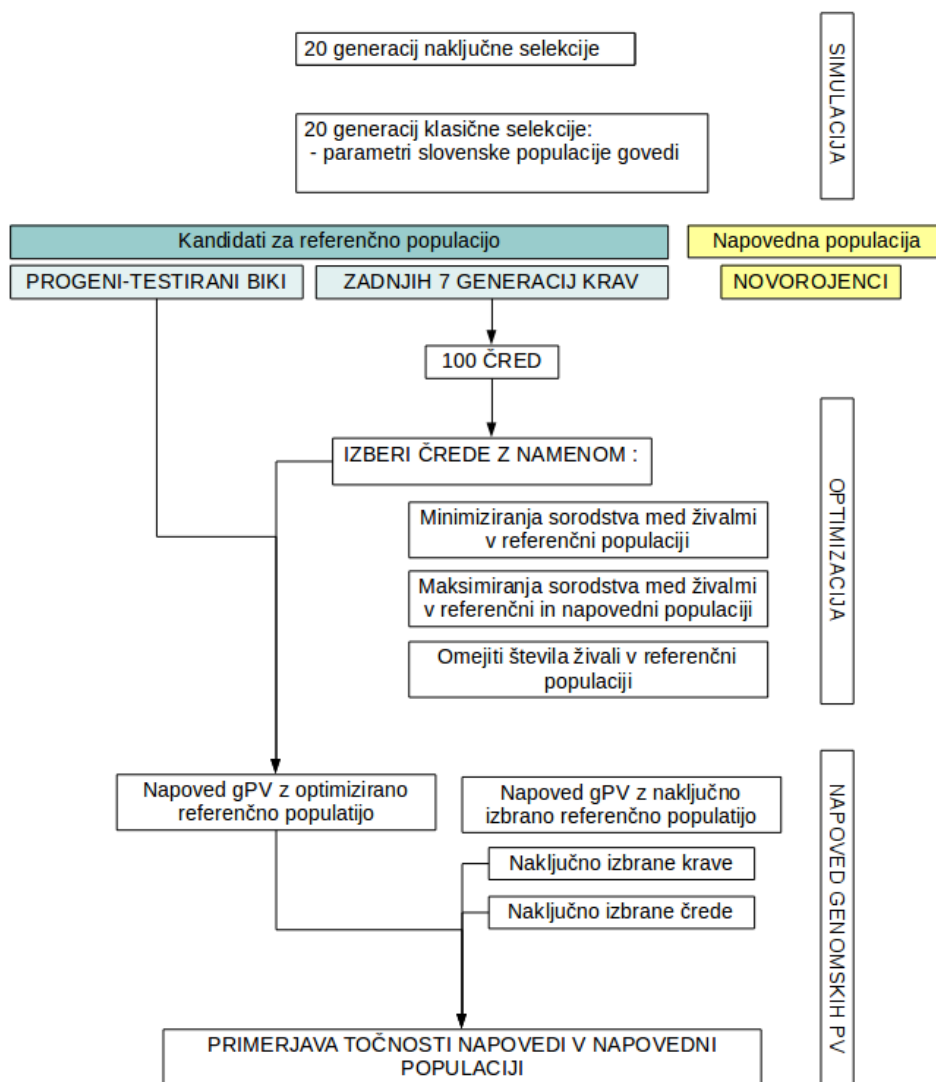 20 generacij naključne selekcije
20 generacij klasične selekcije:
- parametri slovenske populacije govedi
SIMULACIJA
Kandidati za referenčno populacijo
Napovedna populacija
PROGENI-TESTIRANI BIKI
ZADNJIH 7 GENERACIJ KRAV
NOVOROJENCI
100 ČRED
IZBERI ČREDE Z NAMENOM :
Minimiziranja sorodstva med živalmi
v referenčni populaciji
Maksimiranja sorodstva med živalmi
v referenčni in napovedni populaciji
Omejiti števila živali v referenčni
populaciji
OPTIMIZACIJA
Napoved gPV z optimizirano
referenčno populatijo
Napoved gPV z naključno
izbrano referenčno populatijo
Naključno izbrane krave
Naključno izbrane črede
NAPOVED GENOMSKIH PV
PRIMERJAVA TOČNOSTI NAPOVEDI V NAPOVEDNI
POPULACIJI